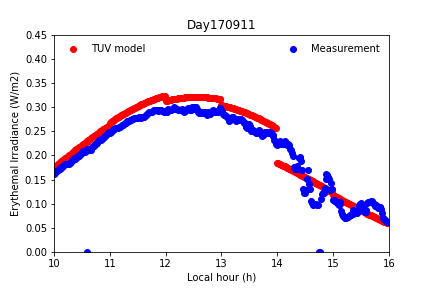 Day170911
TUV model
Measurement
Erythemal Irradiance (W/m2)
0.45
0.40
0.35
0.30
0.25
0.20
0.15
0.10
0.05
0.00
10 11 12 13 14 15 16
Local hour (h)